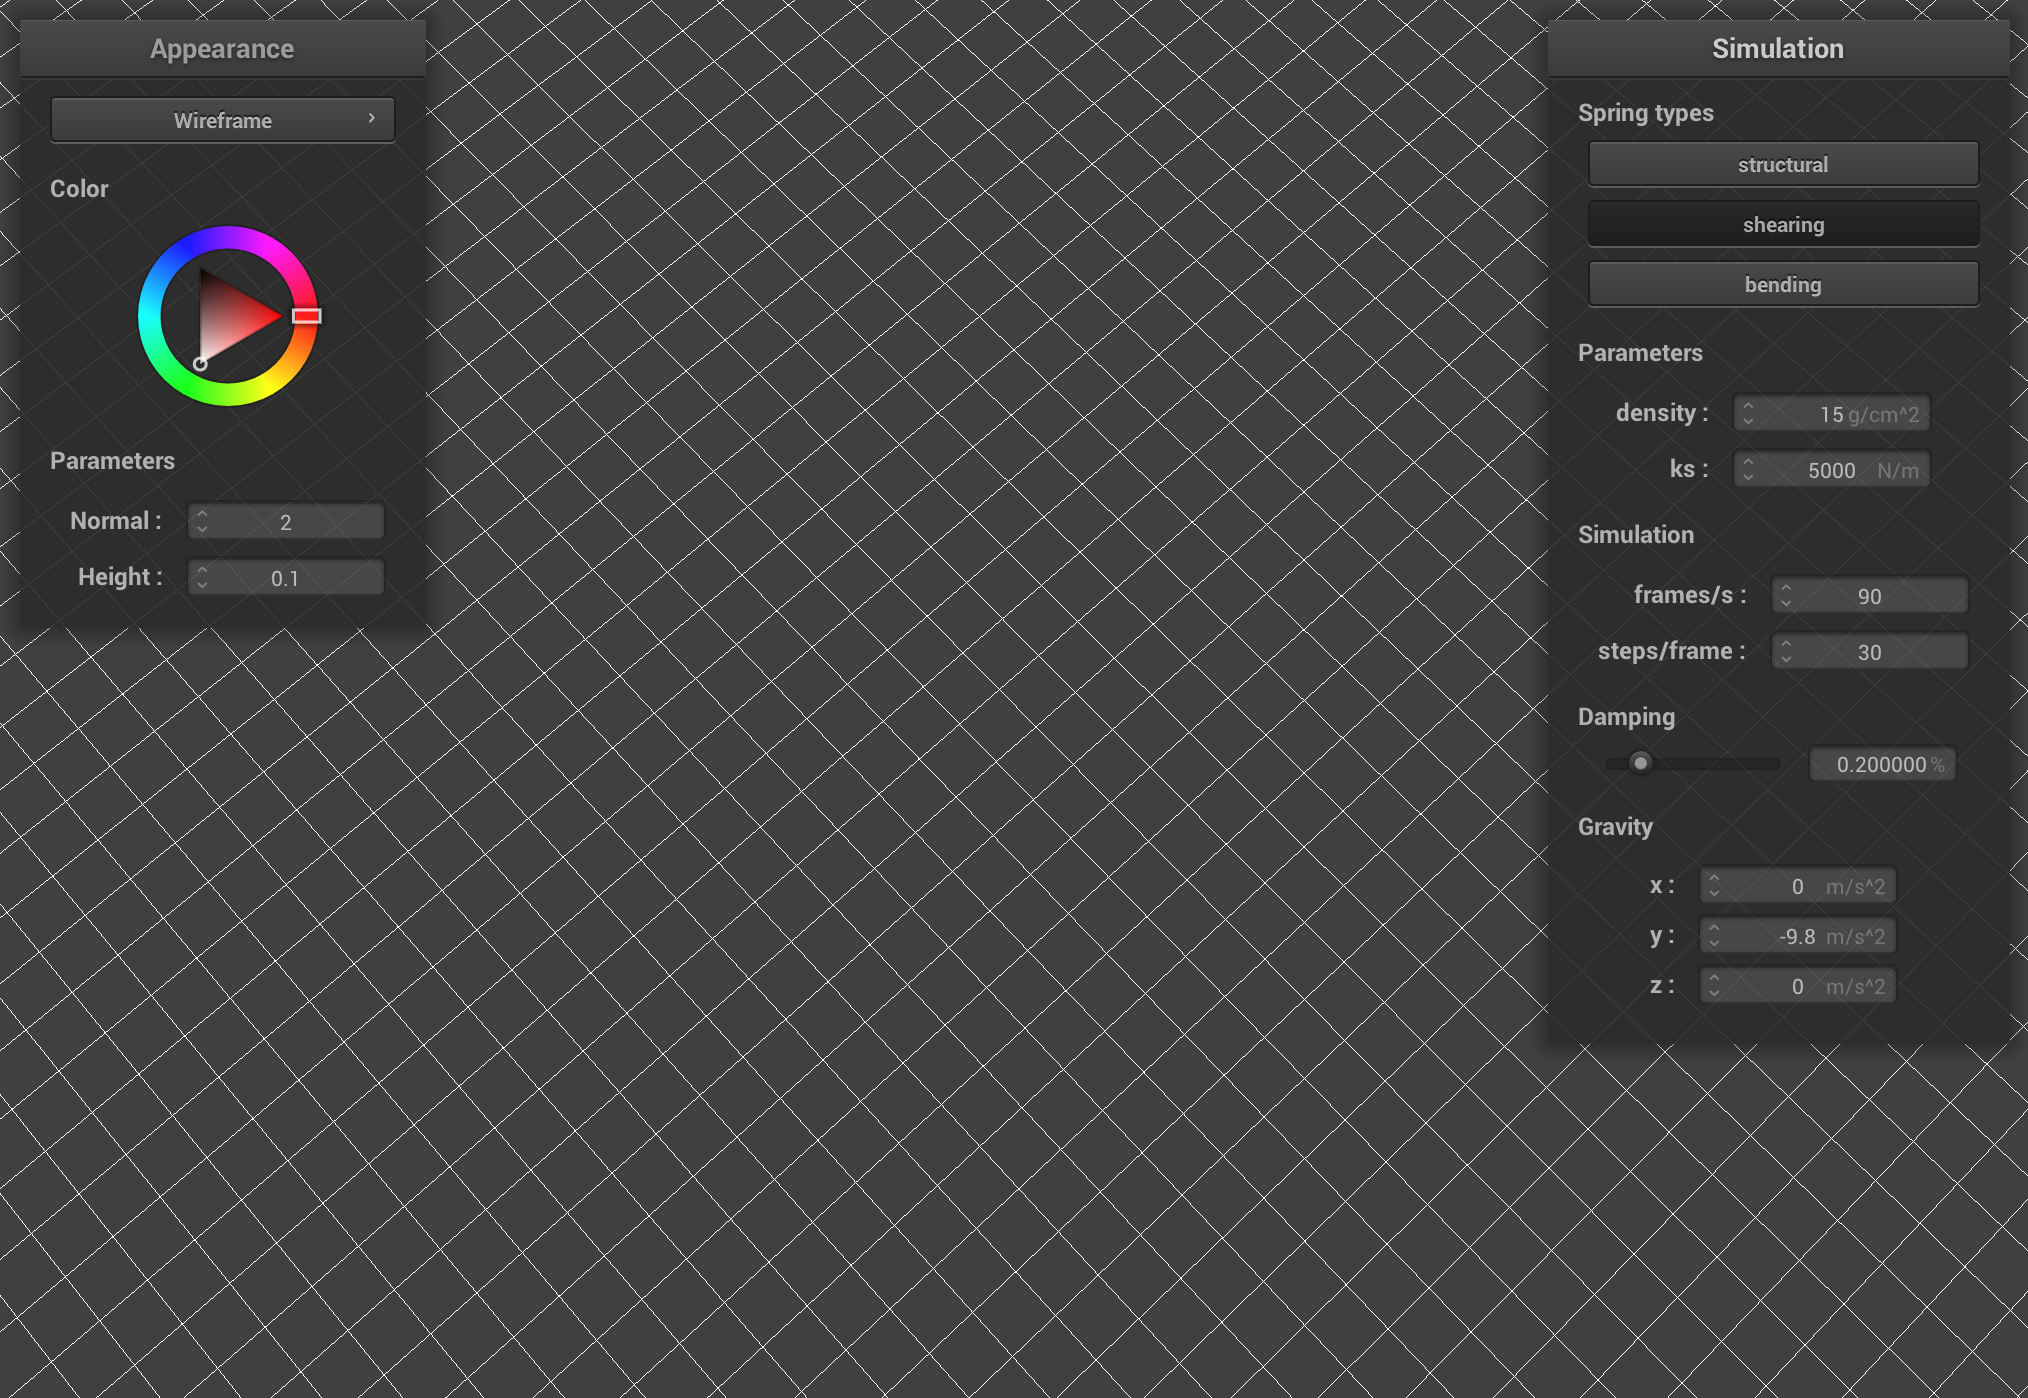 Appearance
Wireframe
Color
Parameters
Normal : 2
Height : 0.1
Simulation
Spring types
structural
shearing
bending
Parameters
density : 15 g/cm^2
ks : 5000 N/m
Simulation
frames/s : 90
steps/frame : 30
Damping
0.200000 %
Gravity
x : 0 m/s^2
y : -9.8 m/s^2
z : 0 m/s^2